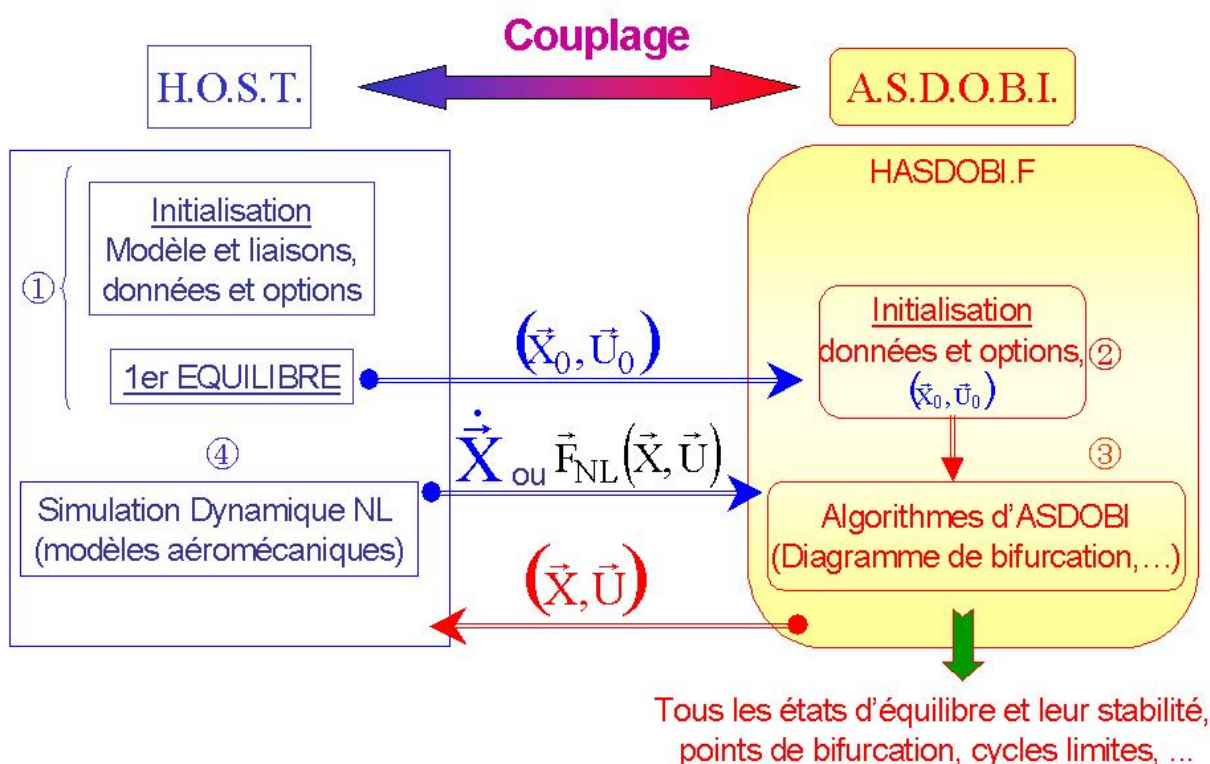 Couplage
H.O.S.T.
A.S.D.O.B.I.
HASDOBI.F
Initialisation
Modèle et liaisons,
données et options
①
1er EQUILIBRE
(X⃗₀, U⃗₀)
Initialisation
données et options, ②
(X⃗₀, U⃗₀)
④
Ẋ⃗ ou F⃗NL(X⃗, U⃗)
③
Simulation Dynamique NL
(modèles aéromécaniques)
Algorithmes d'ASDOBI
(Diagramme de bifurcation,...)
(X⃗, U⃗)
Tous les états d'équilibre et leur stabilité,
points de bifurcation, cycles limites, ...